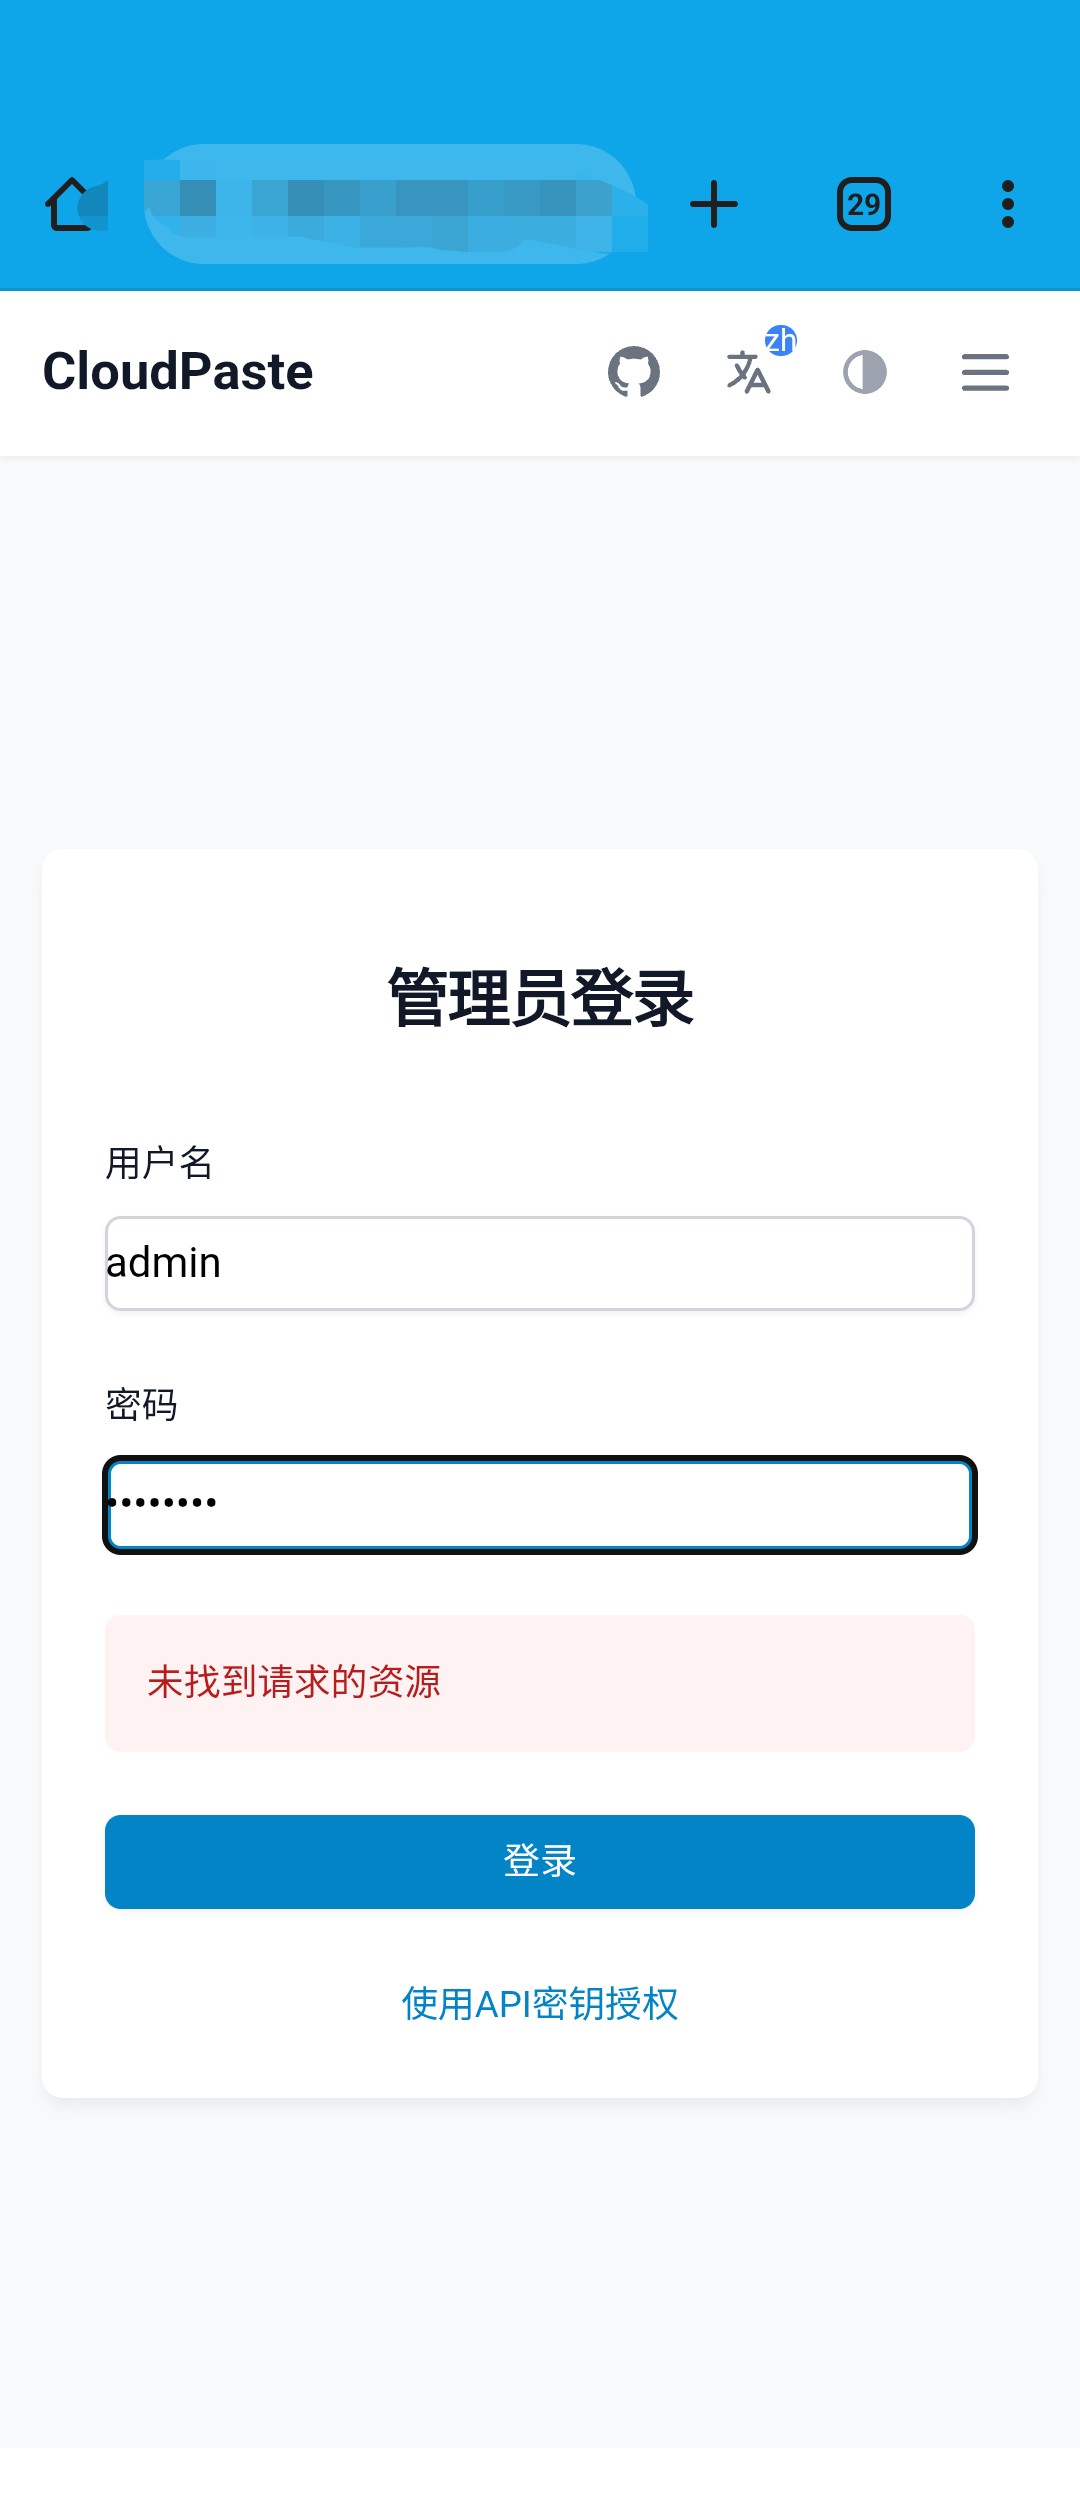 29
CloudPaste
zh
管理员登录
用户名
admin
密码
••••••••
未找到请求的资源
登录
使用API密钥授权